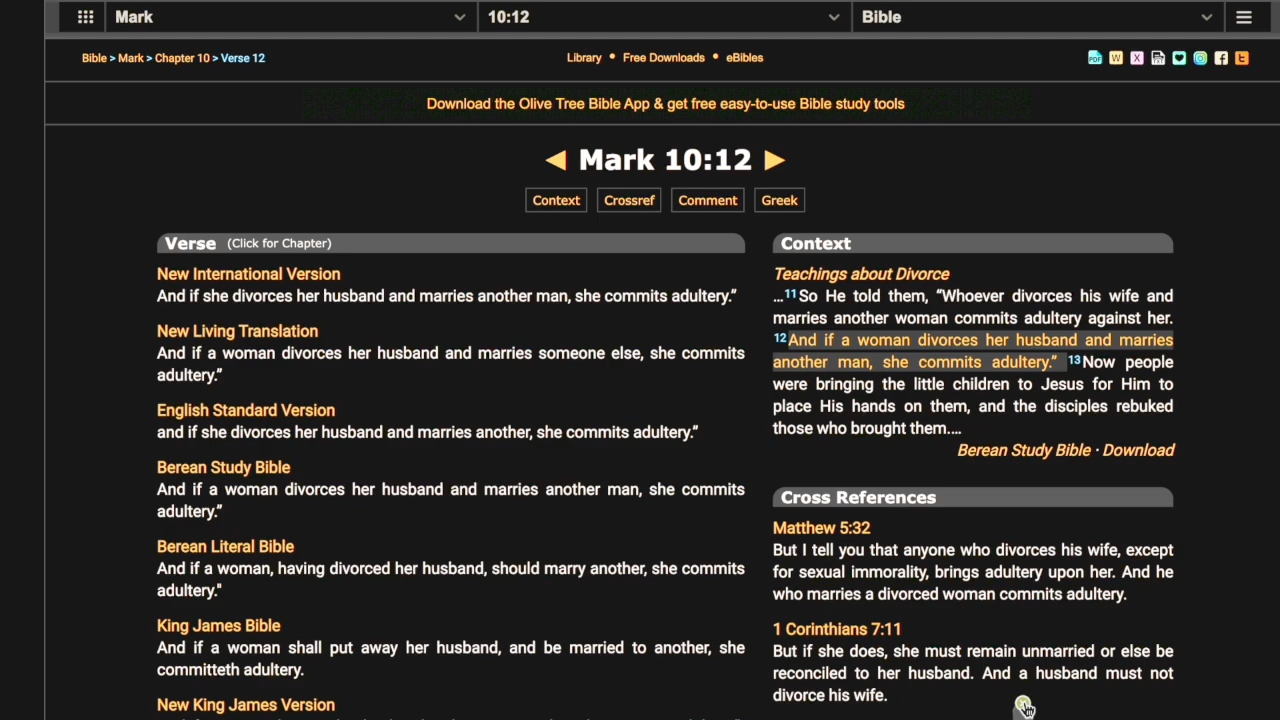 Mark
10:12
Bible
Bible > Mark > Chapter 10 > Verse 12
Library • Free Downloads • eBibles
PDF W X
Download the Olive Tree Bible App & get free easy-to-use Bible study tools
◄ Mark 10:12 ►
Context Crossref Comment Greek
Verse (Click for Chapter)
New International Version
And if she divorces her husband and marries another man, she commits adultery.”
New Living Translation
And if a woman divorces her husband and marries someone else, she commits
adultery.”
English Standard Version
and if she divorces her husband and marries another, she commits adultery.”
Berean Study Bible
And if a woman divorces her husband and marries another man, she commits
adultery.”
Berean Literal Bible
And if a woman, having divorced her husband, should marry another, she commits
adultery."
King James Bible
And if a woman shall put away her husband, and be married to another, she
committeth adultery.
New King James Version
Context
Teachings about Divorce
…11So He told them, “Whoever divorces his wife and
marries another woman commits adultery against her.
12And if a woman divorces her husband and marries
another man, she commits adultery.” 13Now people
were bringing the little children to Jesus for Him to
place His hands on them, and the disciples rebuked
those who brought them.…
Berean Study Bible · Download
Cross References
Matthew 5:32
But I tell you that anyone who divorces his wife, except
for sexual immorality, brings adultery upon her. And he
who marries a divorced woman commits adultery.
1 Corinthians 7:11
But if she does, she must remain unmarried or else be
reconciled to her husband. And a husband must not
divorce his wife.